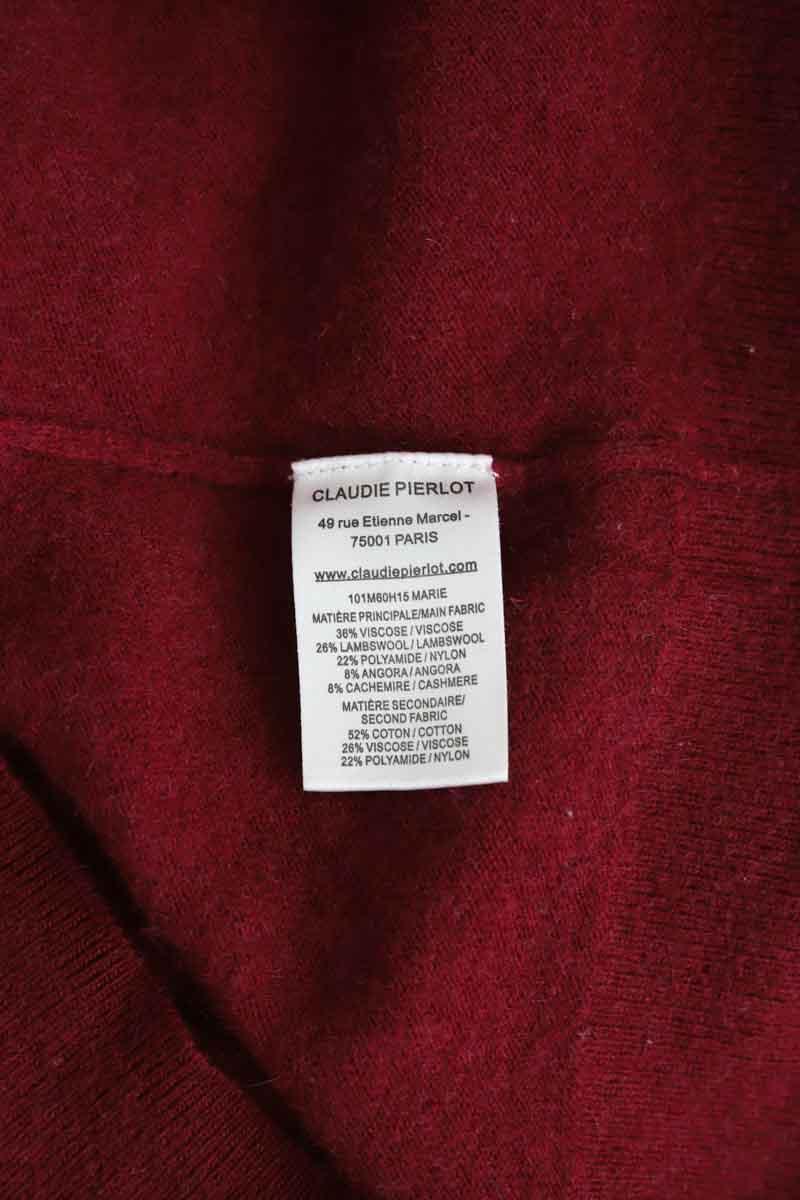 CLAUDIE PIERLOT
49 rue Etienne Marcel -
75001 PARIS
www.claudiepierlot.com
101M60H15 MARIE
MATIÈRE PRINCIPALE/MAIN FABRIC
36% VISCOSE / VISCOSE
26% LAMBSWOOL / LAMBSWOOL
22% POLYAMIDE / NYLON
8% ANGORA / ANGORA
8% CACHEMIRE / CASHMERE
MATIÈRE SECONDAIRE/
SECOND FABRIC
52% COTON / COTTON
26% VISCOSE / VISCOSE
22% POLYAMIDE / NYLON